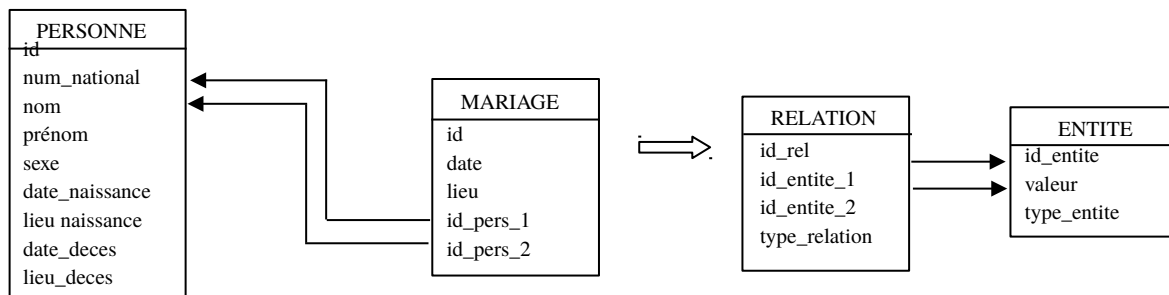 PERSONNE
id
num_national
nom
prénom
sexe
date_naissance
lieu naissance
date_deces
lieu_deces
MARIAGE
id
date
lieu
id_pers_1
id_pers_2
RELATION
id_rel
id_entite_1
id_entite_2
type_relation
ENTITE
id_entite
valeur
type_entite